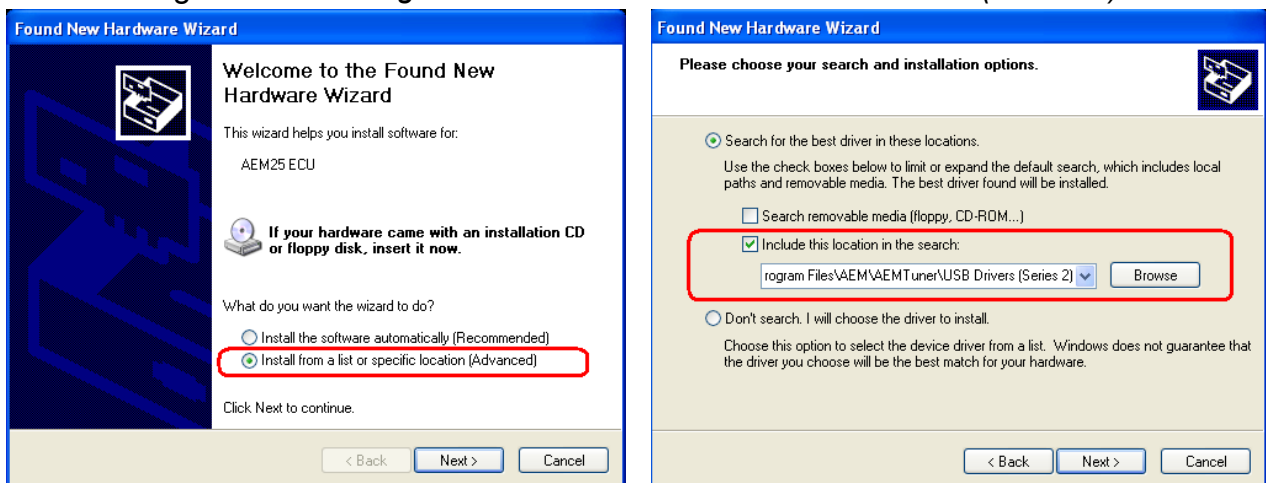 Found New Hardware Wizard
Welcome to the Found New
Hardware Wizard
This wizard helps you install software for:
AEM25 ECU
If your hardware came with an installation CD
or floppy disk, insert it now.
What do you want the wizard to do?
Install the software automatically (Recommended)
Install from a list or specific location (Advanced)
Click Next to continue.
< Back
Next >
Cancel
Found New Hardware Wizard
Please choose your search and installation options.
Search for the best driver in these locations.
Use the check boxes below to limit or expand the default search, which includes local
paths and removable media. The best driver found will be installed.
Search removable media (floppy, CD-ROM...)
Include this location in the search:
rogram Files\AEM\AEMTuner\USB Drivers (Series 2)
Browse
Don't search. I will choose the driver to install.
Choose this option to select the device driver from a list. Windows does not guarantee that
the driver you choose will be the best match for your hardware.
< Back
Next >
Cancel